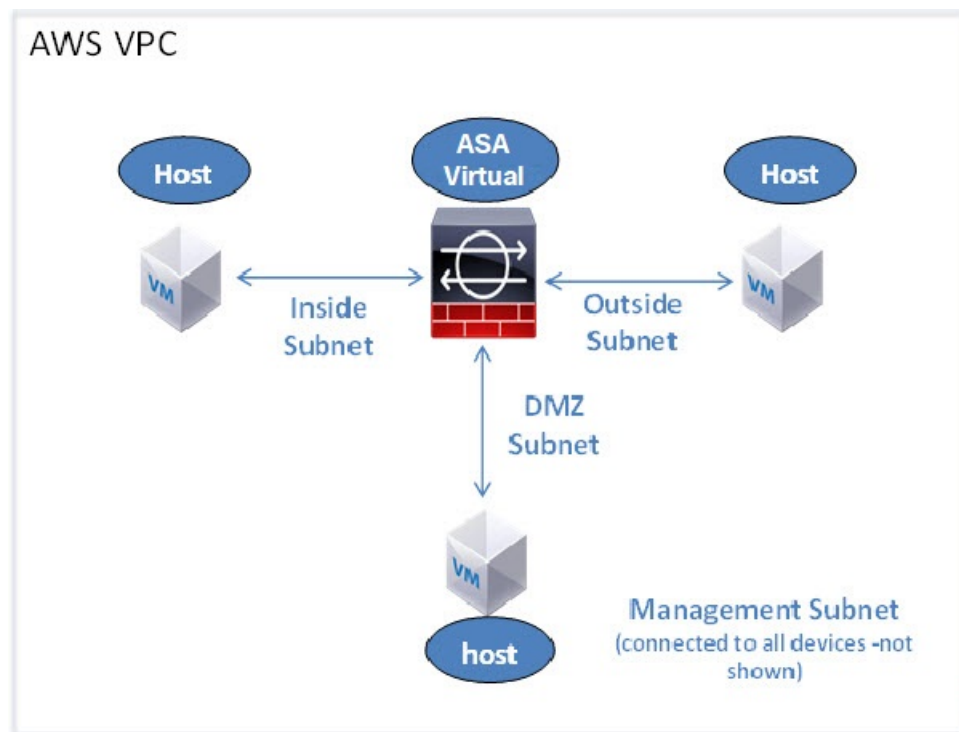 AWS VPC
Host
ASA
Virtual
Host
VM
VM
Inside
Subnet
Outside
Subnet
DMZ
Subnet
VM
host
Management Subnet
(connected to all devices -not
shown)